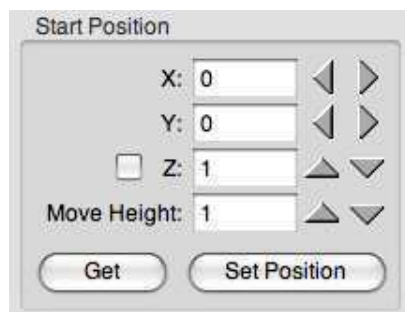 Start Position
X: 0
Y: 0
Z: 1
Move Height: 1
Get Set Position